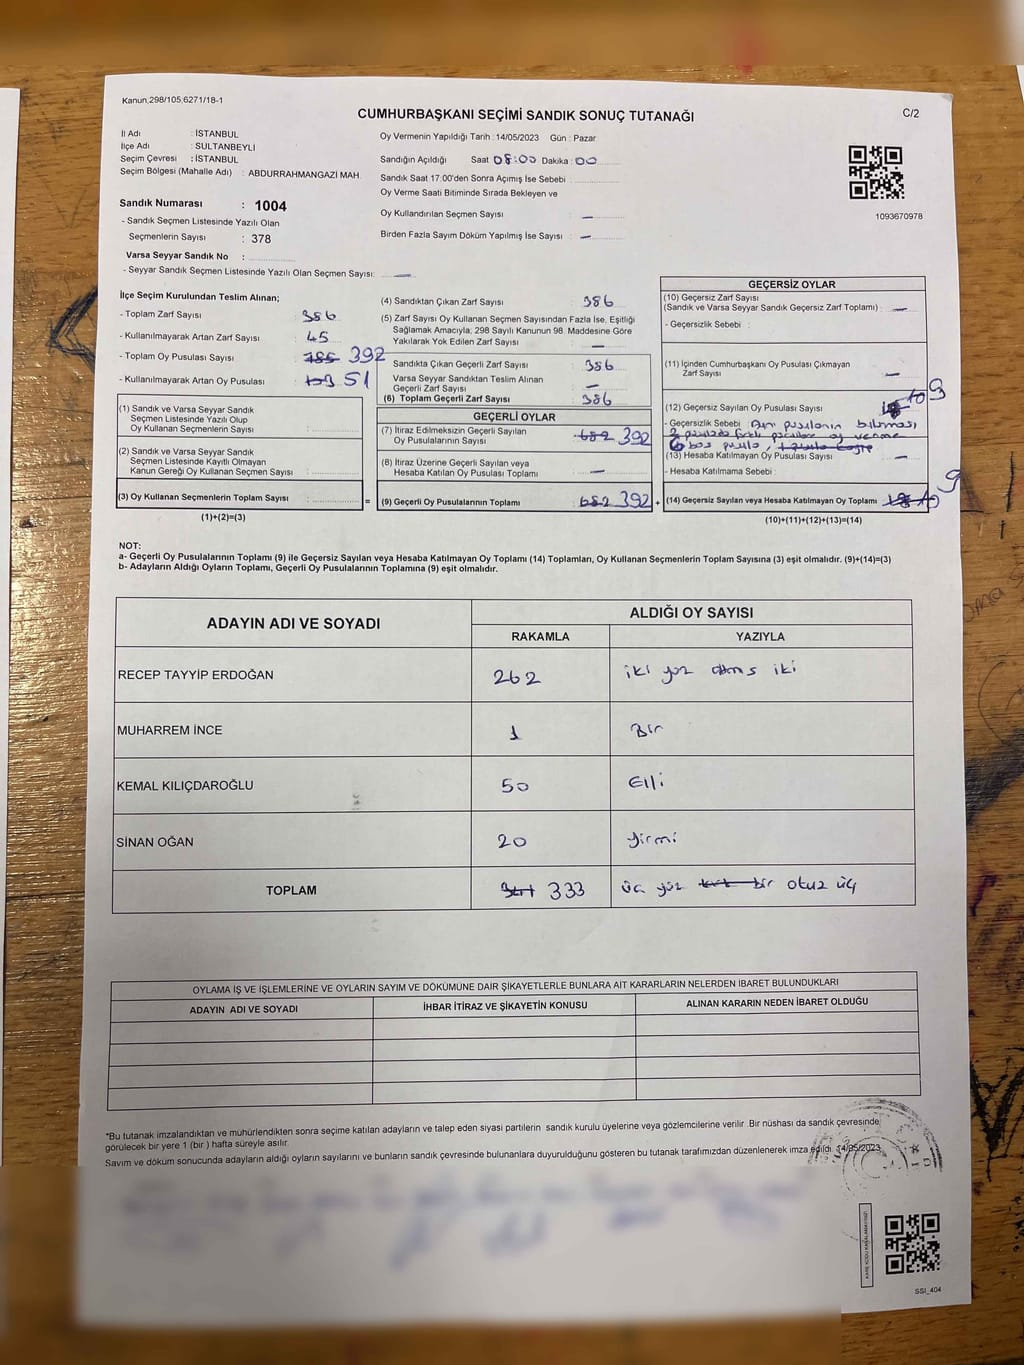 Kanun,298/105,6271/18-1
CUMHURBAŞKANI SEÇİMİ SANDIK SONUÇ TUTANAĞI
C/2
İl Adı : İSTANBUL
İlçe Adı : SULTANBEYLİ
Seçim Çevresi : İSTANBUL
Seçim Bölgesi (Mahalle Adı) : ABDURRAHMANGAZİ MAH.
Oy Vermenin Yapıldığı Tarih : 14/05/2023 Gün : Pazar
Sandığın Açıldığı Saat 08:00 Dakika : 00
Sandık Saat 17.00'den Sonra Açımış İse Sebebi :
Oy Verme Saati Bitiminde Sırada Bekleyen ve
Oy Kullandırılan Seçmen Sayısı : —
Birden Fazla Sayım Döküm Yapılmış İse Sayısı : —
1093670978
Sandık Numarası : 1004
- Sandık Seçmen Listesinde Yazılı Olan
Seçmenlerin Sayısı : 378
Varsa Seyyar Sandık No :
- Seyyar Sandık Seçmen Listesinde Yazılı Olan Seçmen Sayısı: —
İlçe Seçim Kurulundan Teslim Alınan;
- Toplam Zarf Sayısı : 386
- Kullanılmayarak Artan Zarf Sayısı : 45
- Toplam Oy Pusulası Sayısı : 785 392
- Kullanılmayarak Artan Oy Pusulası : 103 51
(1) Sandık ve Varsa Seyyar Sandık
Seçmen Listesinde Yazılı Olup
Oy Kullanan Seçmenlerin Sayısı :
(2) Sandık ve Varsa Seyyar Sandık
Seçmen Listesinde Kayıtlı Olmayan
Kanun Gereği Oy Kullanan Seçmen Sayısı :
(3) Oy Kullanan Seçmenlerin Toplam Sayısı : =
(1)+(2)=(3)
(4) Sandıktan Çıkan Zarf Sayısı : 386
(5) Zarf Sayısı Oy Kullanan Seçmen Sayısından Fazla İse, Eşitliği
Sağlamak Amacıyla; 298 Sayılı Kanunun 98. Maddesine Göre
Yakılarak Yok Edilen Zarf Sayısı : —
Sandıkta Çıkan Geçerli Zarf Sayısı : 386
Varsa Seyyar Sandıktan Teslim Alınan
Geçerli Zarf Sayısı : —
(6) Toplam Geçerli Zarf Sayısı : 386
GEÇERLİ OYLAR
(7) İtiraz Edilmeksizin Geçerli Sayılan
Oy Pusulalarının Sayısı : 682 392
(8) İtiraz Üzerine Geçerli Sayılan veya
Hesaba Katılan Oy Pusulası Toplamı : —
(9) Geçerli Oy Pusulalarının Toplamı : 682 392 +
GEÇERSİZ OYLAR
(10) Geçersiz Zarf Sayısı
(Sandık ve Varsa Seyyar Sandık Geçersiz Zarf Toplamı) : —
- Geçersizlik Sebebi :
(11) İçinden Cumhurbaşkanı Oy Pusulası Çıkmayan
Zarf Sayısı : —
(12) Geçersiz Sayılan Oy Pusulası Sayısı : 10 9
- Geçersizlik Sebebi
6 boş pusula
(13) Hesaba Katılmayan Oy Pusulası Sayısı : —
- Hesaba Katılmama Sebebi :
(14) Geçersiz Sayılan veya Hesaba Katılmayan Oy Toplamı : 10 9
(10)+(11)+(12)+(13)=(14)
NOT:
a- Geçerli Oy Pusulalarının Toplamı (9) ile Geçersiz Sayılan veya Hesaba Katılmayan Oy Toplamı (14) Toplamları, Oy Kullanan Seçmenlerin Toplam Sayısına (3) eşit olmalıdır. (9)+(14)=(3)
b- Adayların Aldığı Oyların Toplamı, Geçerli Oy Pusulalarının Toplamına (9) eşit olmalıdır.
ADAYIN ADI VE SOYADI
ALDIĞI OY SAYISI
RAKAMLA YAZIYLA
RECEP TAYYİP ERDOĞAN 262 iki yüz atmış iki
MUHARREM İNCE 1 Bir
KEMAL KILIÇDAROĞLU 50 Elli
SİNAN OĞAN 20 Yirmi
TOPLAM 333 üç yüz bir otuz üç
OYLAMA İŞ VE İŞLEMLERİNE VE OYLARIN SAYIM VE DÖKÜMÜNE DAİR ŞİKAYETLERLE BUNLARA AİT KARARLARIN NELERDEN İBARET BULUNDUKLARI
ADAYIN ADI VE SOYADI İHBAR İTİRAZ VE ŞİKAYETİN KONUSU ALINAN KARARIN NEDEN İBARET OLDUĞU
*Bu tutanak imzalandıktan ve mühürlendikten sonra seçime katılan adayların ve talep eden siyasi partilerin sandık kurulu üyelerine veya gözlemcilerine verilir. Bir nüshası da sandık çevresinde
görülecek bir yere 1 (bir ) hafta süreyle asılır.
Sayım ve döküm sonucunda adayların aldığı oyların sayılarını ve bunların sandık çevresinde bulunanlara duyurulduğunu gösteren bu tutanak tarafımızdan düzenlenerek imza edildi. 14/05/2023
SSI_404